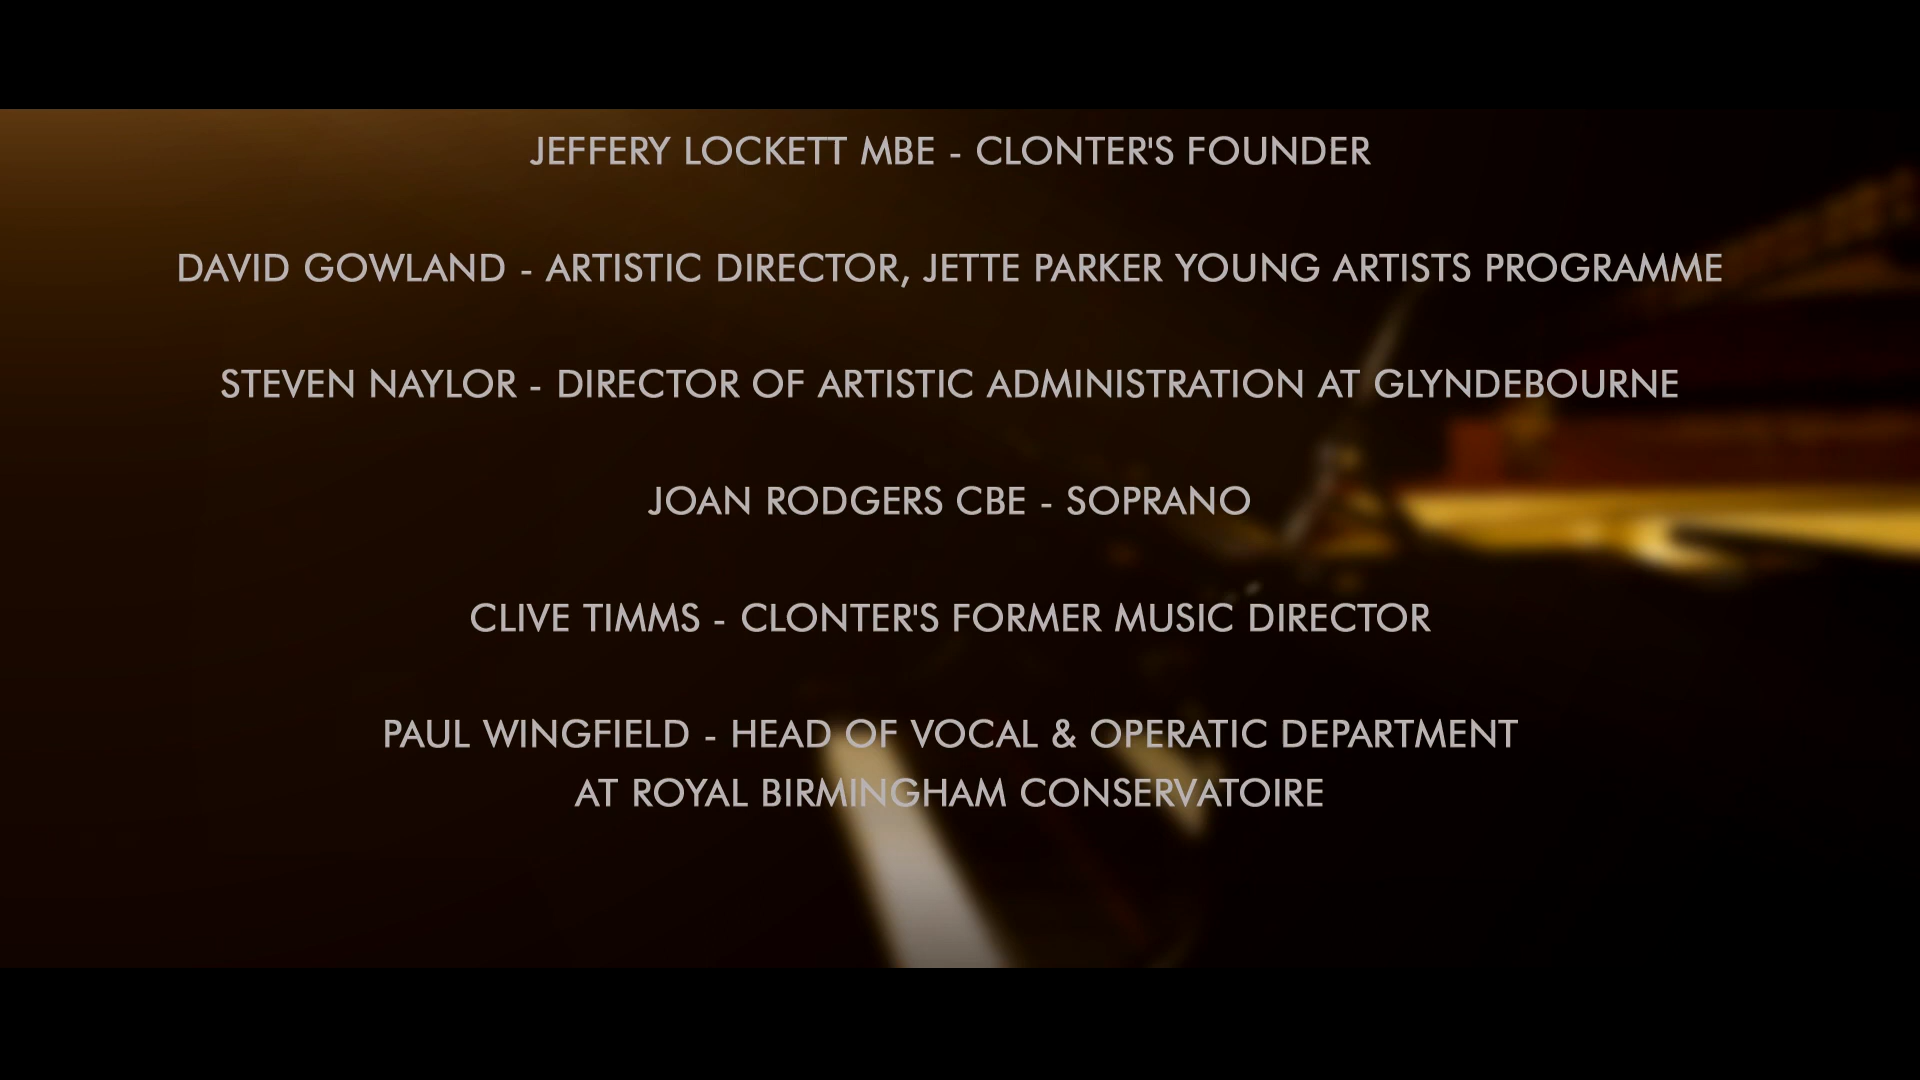 JEFFERY LOCKETT MBE - CLONTER'S FOUNDER
DAVID GOWLAND - ARTISTIC DIRECTOR, JETTE PARKER YOUNG ARTISTS PROGRAMME
STEVEN NAYLOR - DIRECTOR OF ARTISTIC ADMINISTRATION AT GLYNDEBOURNE
JOAN RODGERS CBE - SOPRANO
CLIVE TIMMS - CLONTER'S FORMER MUSIC DIRECTOR
PAUL WINGFIELD - HEAD OF VOCAL & OPERATIC DEPARTMENT
AT ROYAL BIRMINGHAM CONSERVATOIRE